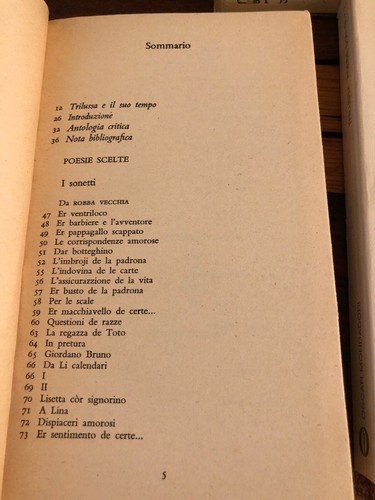 Sommario
12 Trilussa e il suo tempo
26 Introduzione
32 Antologia critica
36 Nota bibliografica
POESIE SCELTE
I sonetti
Da ROBBA VECCHIA
47 Er ventriloco
48 Er barbiere e l'avventore
49 Er pappagallo scappato
50 Le corrispondenze amorose
51 Dar botteghino
52 L'imbroji de la padrona
55 L'indovina de le carte
56 L'assicurazzione de la vita
57 Er busto de la padrona
58 Per le scale
59 Er macchiavello de certe...
60 Questioni de razze
62 La regazza de Toto
64 In pretura
65 Giordano Bruno
66 Da Li calendari
66 I
69 II
70 Lisetta còr signorino
71 A Lina
72 Dispiaceri amorosi
73 Er sentimento de certe...
5